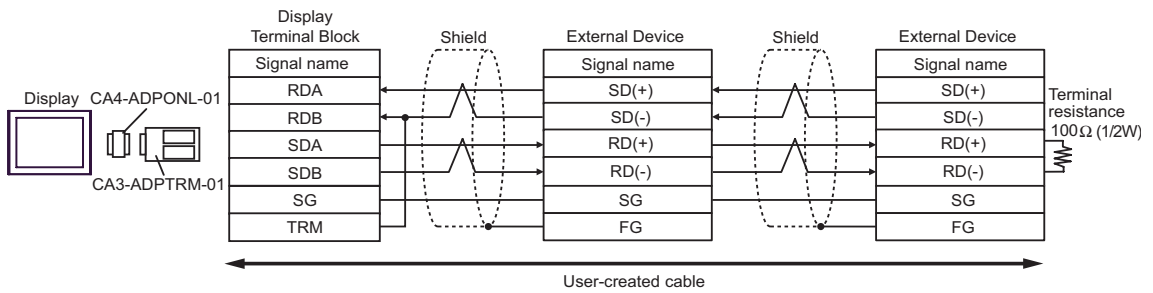 Display
Terminal Block
Shield
External Device
Shield
External Device
Signal name
Signal name
Signal name
RDA
SD(+)
SD(+)
RDB
SD(-)
SD(-)
SDA
RD(+)
RD(+)
SDB
RD(-)
RD(-)
SG
SG
SG
TRM
FG
FG
Display
CA4-ADPONL-01
CA3-ADPTRM-01
Terminal
resistance
100Ω (1/2W)
User-created cable